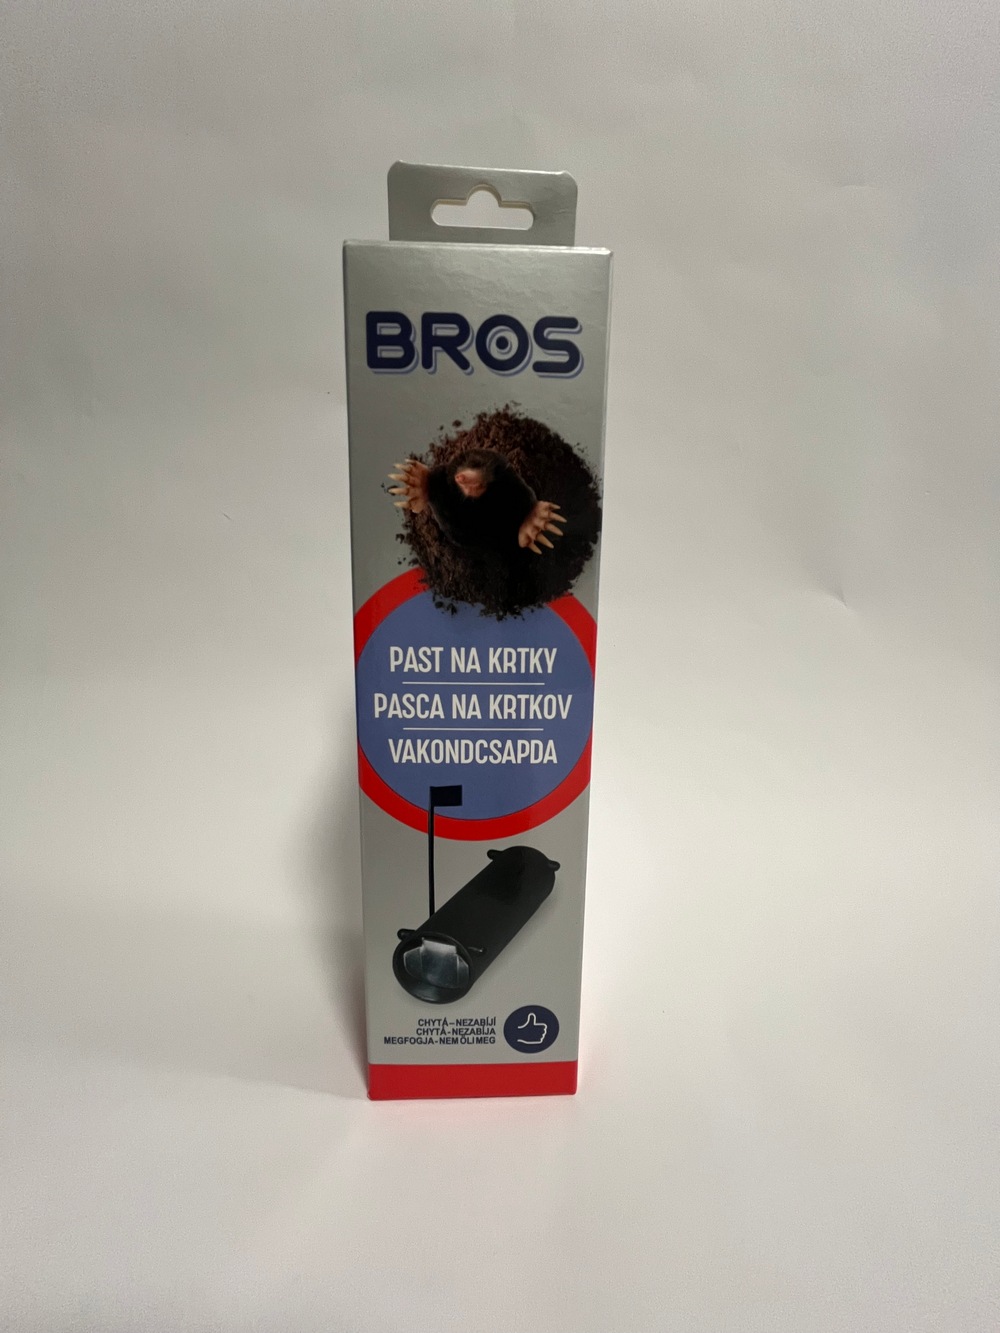 BROS
PAST NA KRTKY
PASCA NA KRTKOV
VAKONDCSAPDA
CHYTÁ–NEZABÍJÍ
CHYTÁ-NEZABÍJA
MEGFOGJA-NEM ÖLI MEG